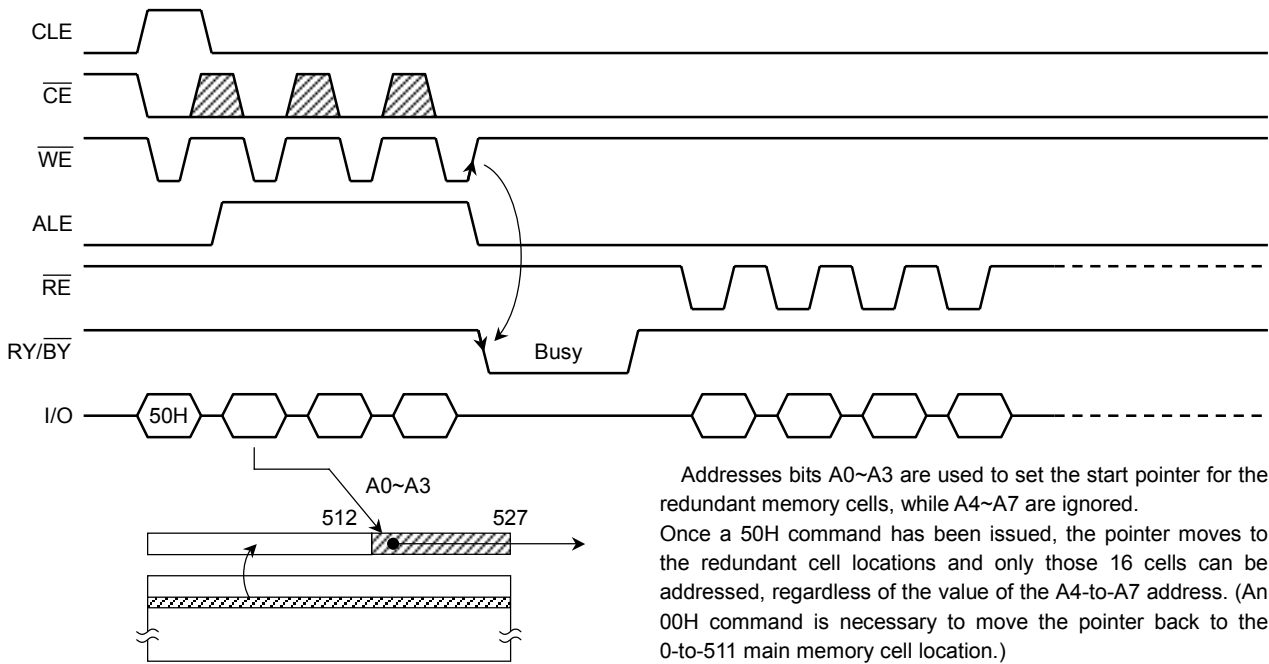 CLE
CE
WE
ALE
RE
RY/BY
Busy
I/O
50H
A0~A3
512
527
Addresses bits A0~A3 are used to set the start pointer for the
redundant memory cells, while A4~A7 are ignored.
Once a 50H command has been issued, the pointer moves to
the redundant cell locations and only those 16 cells can be
addressed, regardless of the value of the A4-to-A7 address. (An
00H command is necessary to move the pointer back to the
0-to-511 main memory cell location.)